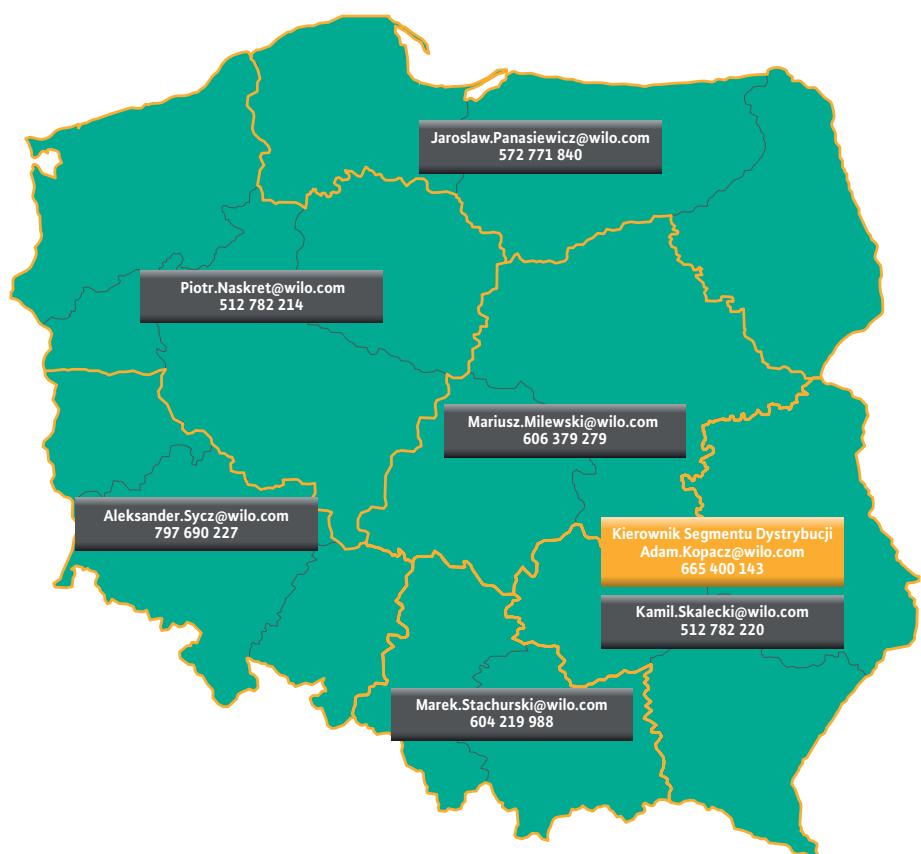 Jaroslaw.Panasiewicz@wilo.com
572 771 840
Piotr.Naskret@wilo.com
512 782 214
Mariusz.Milewski@wilo.com
606 379 279
Aleksander.Sycz@wilo.com
797 690 227
Kierownik Segmentu Dystrybucji
Adam.Kopacz@wilo.com
665 400 143
Kamil.Skalecki@wilo.com
512 782 220
Marek.Stachurski@wilo.com
604 219 988